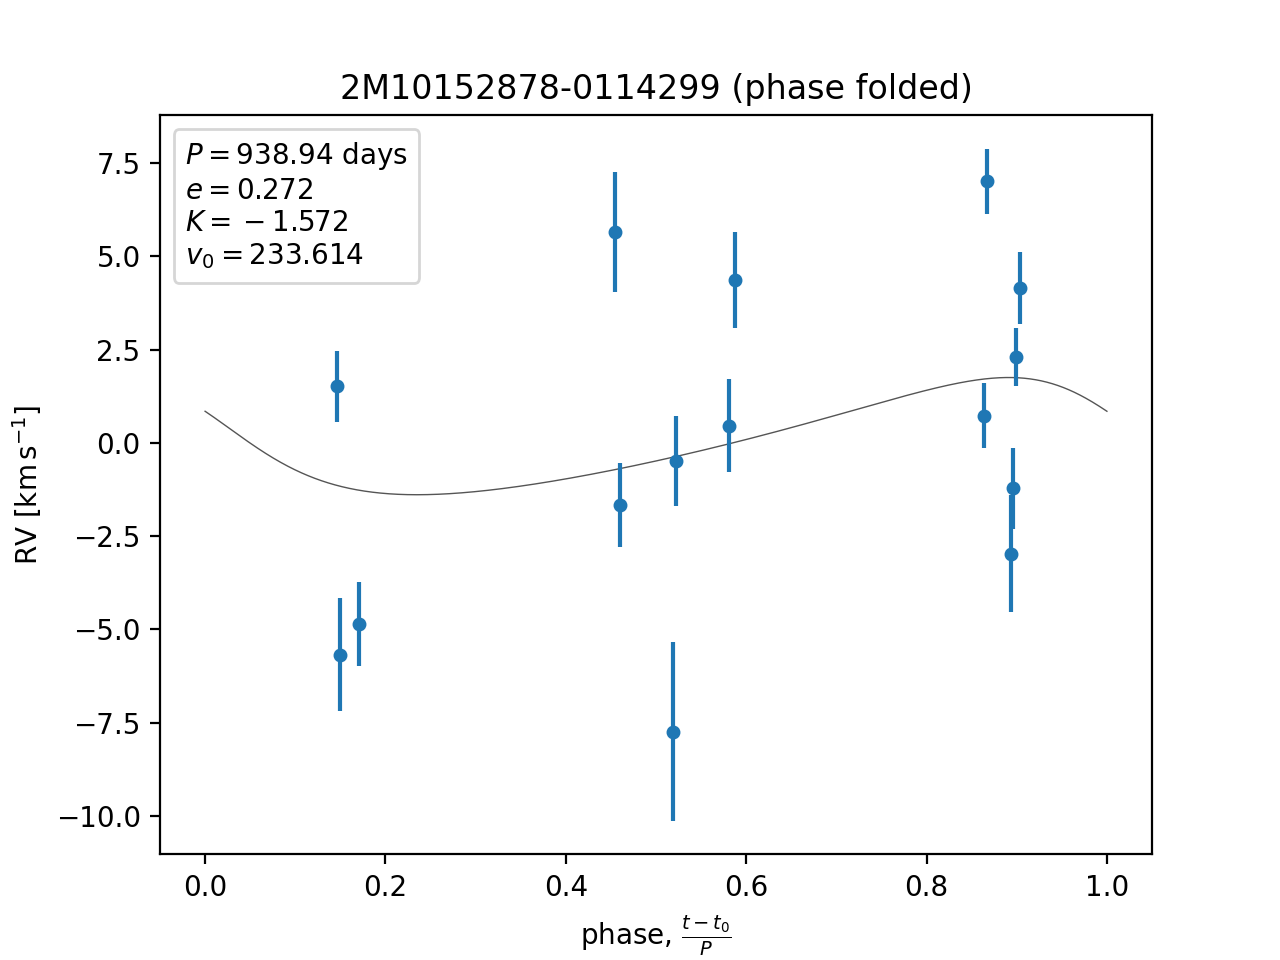 2M10152878-0114299 (phase folded)
P = 938.94 days
e = 0.272
K = −1.572
v₀ = 233.614
7.5
5.0
2.5
0.0
−2.5
−5.0
−7.5
−10.0
RV [km s⁻¹]
0.0 0.2 0.4 0.6 0.8 1.0
phase, (t − t₀)/P